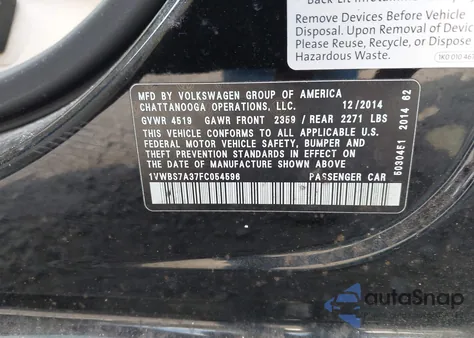 Remove Devices Before Vehicle
Disposal. Upon Removal of Devic
Please Reuse, Recycle, or Dispose
Hazardous Waste.
MFD BY VOLKSWAGEN GROUP OF AMERICA
CHATTANOOGA OPERATIONS, LLC. 12/2014
GVWR 4519 GAWR FRONT 2359 / REAR 2271 LBS
THIS VEHICLE CONFORMS TO ALL APPLICABLE
FEDERAL MOTOR VEHICLE SAFETY, BUMPER AND
THEFT PREVENTION STANDARDS IN EFFECT ON
THE DATE OF MANUFACTURE SHOWN ABOVE.
1VWBS7A37FC054596 PASSENGER CAR
5030451 2014 62
autoSnap